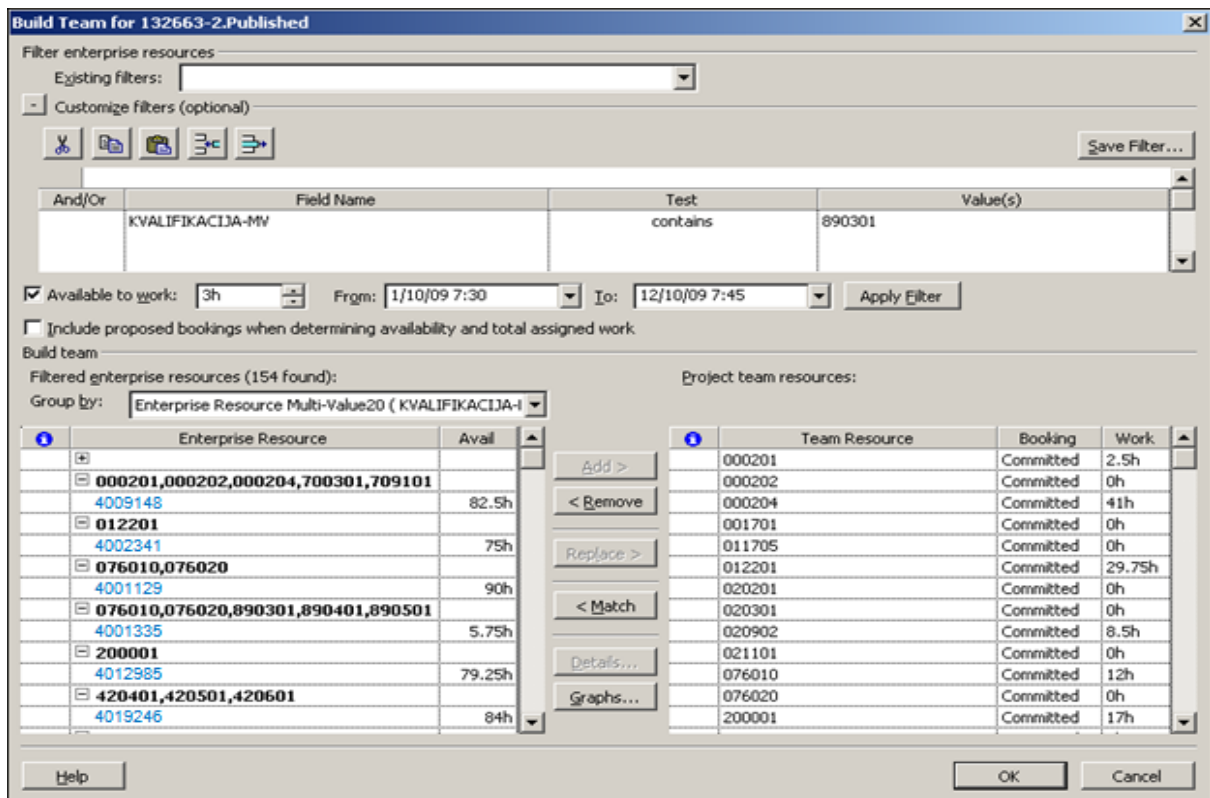 Build Team for 132663-2.Published
Filter enterprise resources
Existing filters:
- Customize filters (optional)
Save Filter...
And/Or Field Name Test Value(s)
KVALIFIKACIJA-MV contains 890301
Available to work: 3h From: 1/10/09 7:30 To: 12/10/09 7:45 Apply Filter
Include proposed bookings when determining availability and total assigned work
Build team
Filtered enterprise resources (154 found): Project team resources:
Group by: Enterprise Resource Multi-Value20 ( KVALIFIKACIJA-
Enterprise Resource Avail
000201,000202,000204,700301,709101
4009148 82.5h
012201
4002341 75h
076010,076020
4001129 90h
076010,076020,890301,890401,890501
4001335 5.75h
200001
4012985 79.25h
420401,420501,420601
4019246 84h
Add >
< Remove
Replace >
< Match
Details...
Graphs...
Team Resource Booking Work
000201 Committed 2.5h
000202 Committed 0h
000204 Committed 41h
001701 Committed 0h
011705 Committed 0h
012201 Committed 29.75h
020201 Committed 0h
020301 Committed 0h
020902 Committed 8.5h
021101 Committed 0h
076010 Committed 12h
076020 Committed 0h
200001 Committed 17h
Help OK Cancel